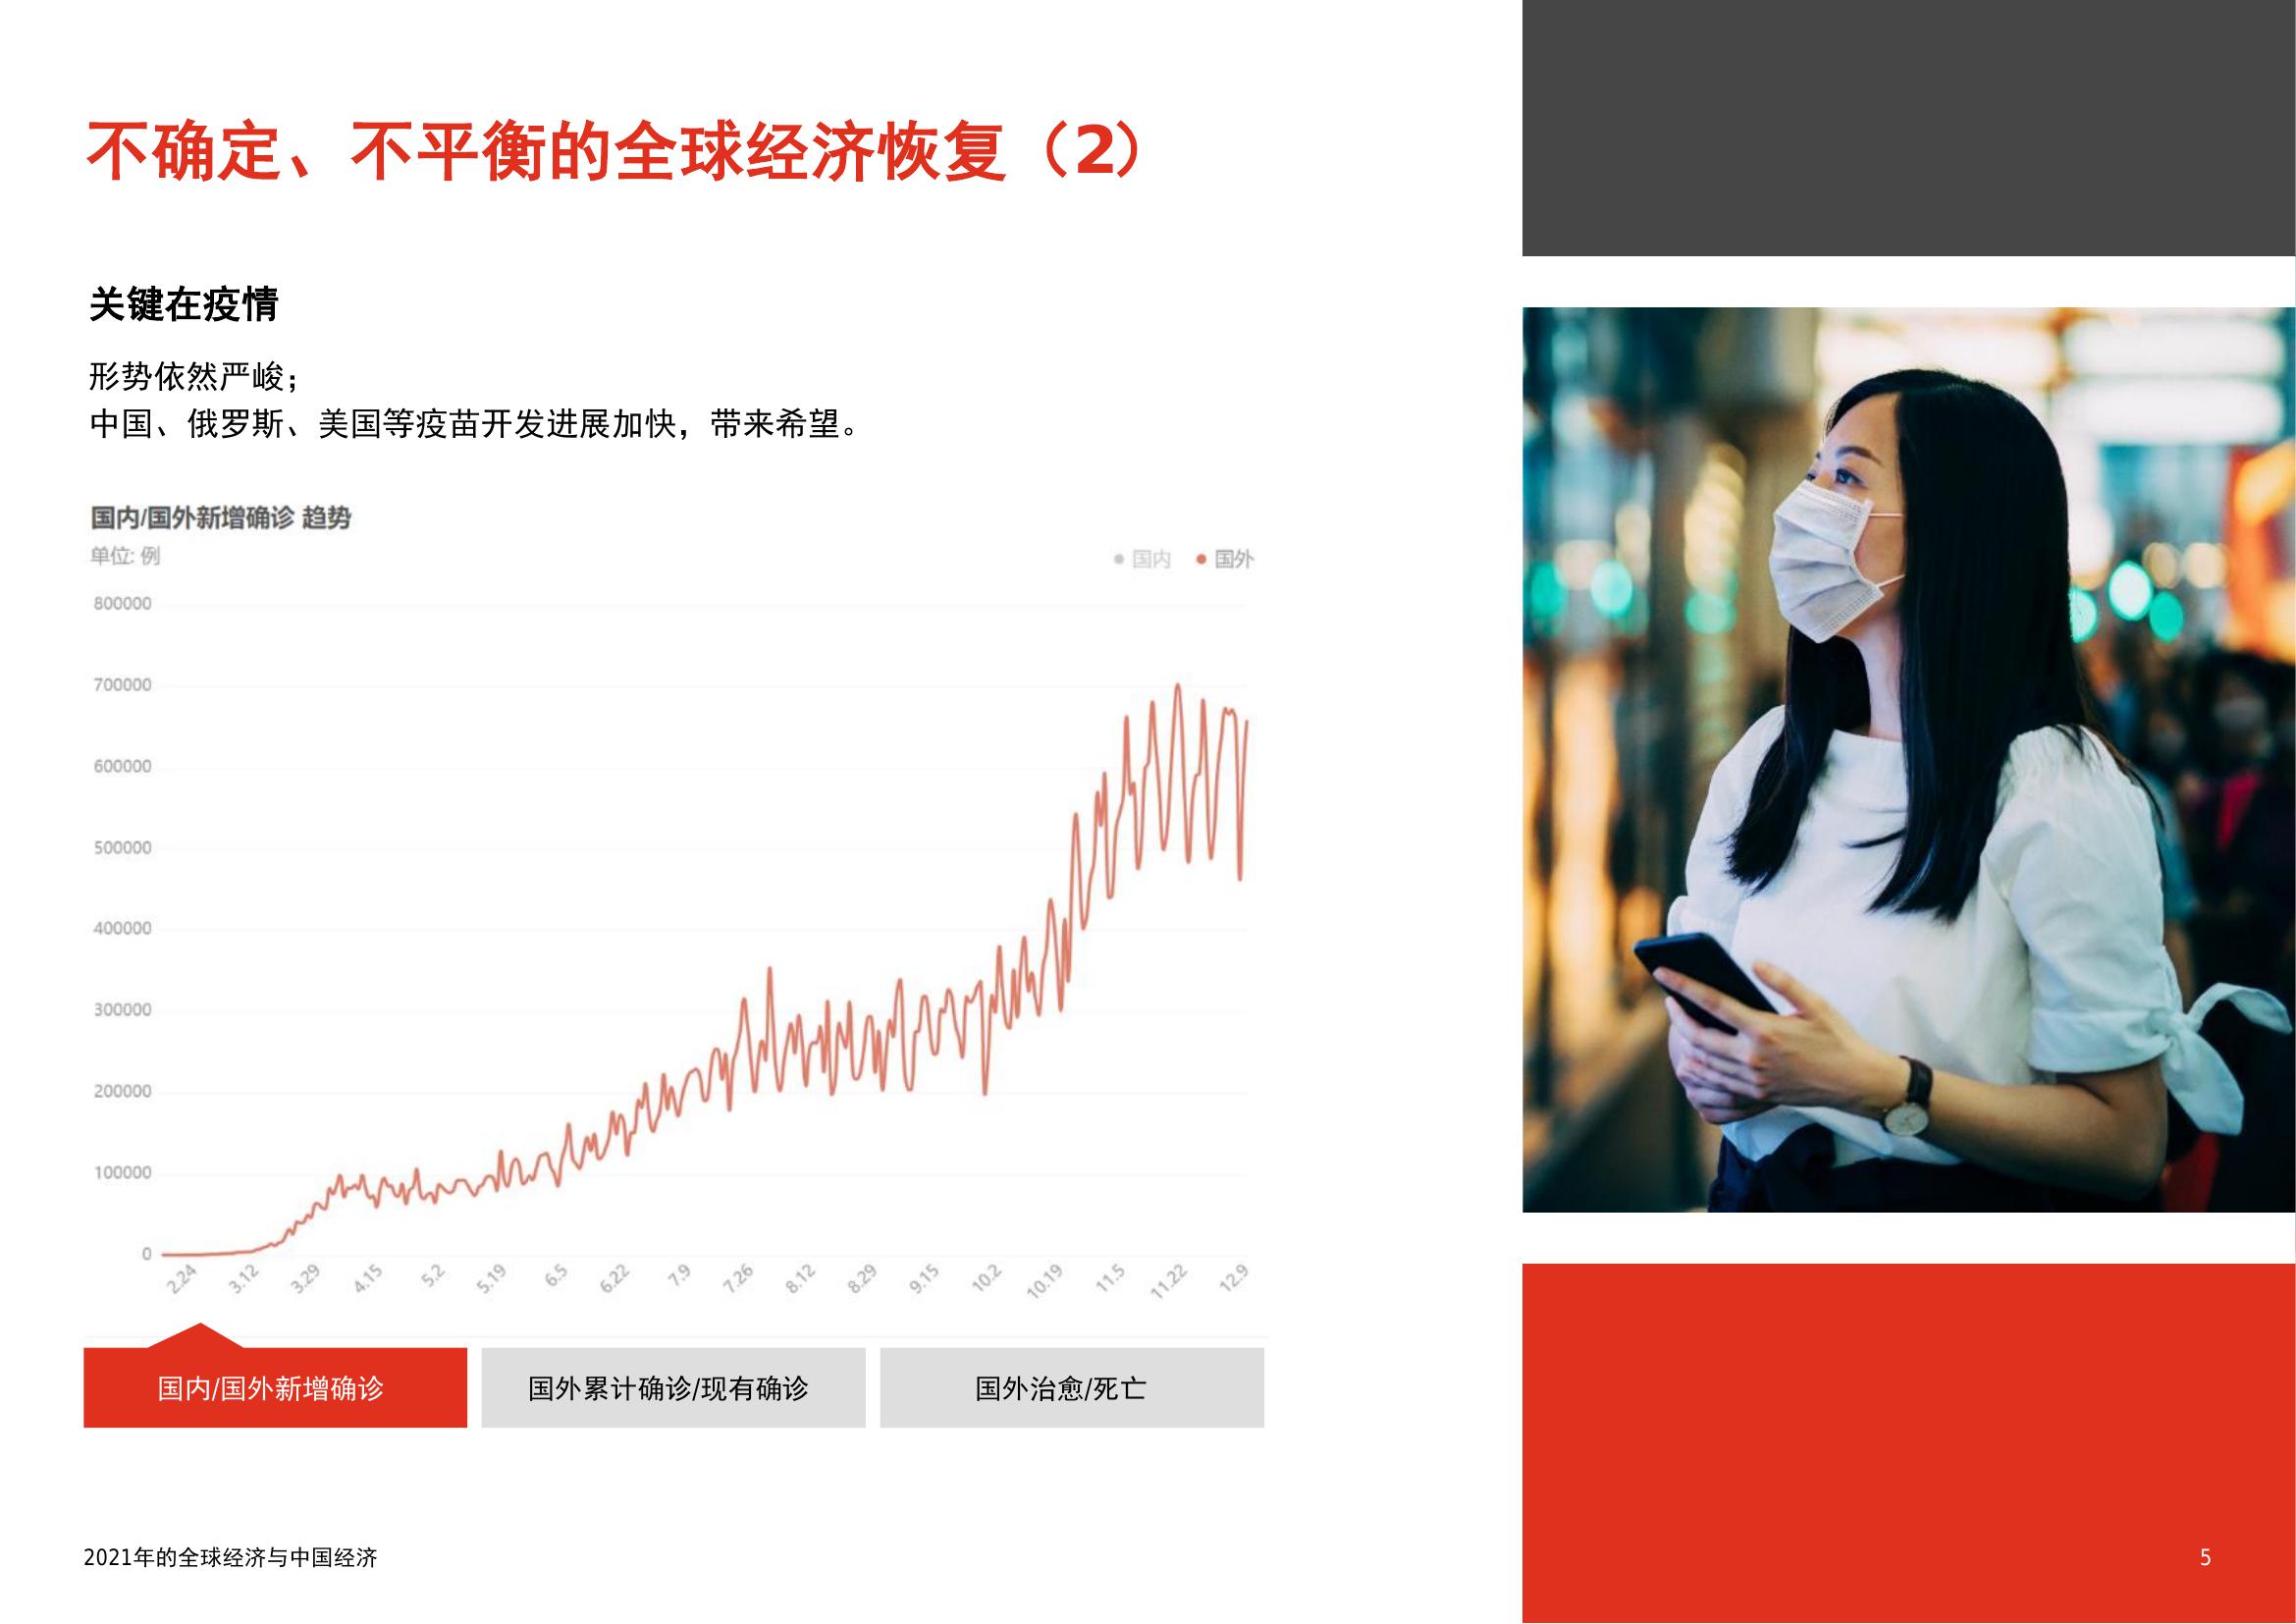 不确定、不平衡的全球经济恢复（2）
关键在疫情
形势依然严峻；
中国、俄罗斯、美国等疫苗开发进展加快，带来希望。
国内/国外新增确诊 趋势
单位: 例
国内 国外
800000
700000
600000
500000
400000
300000
200000
100000
0
2.24 3.12 3.29 4.15 5.2 5.19 6.5 6.22 7.9 7.26 8.12 8.29 9.15 10.2 10.19 11.5 11.22 12.9
国内/国外新增确诊 国外累计确诊/现有确诊 国外治愈/死亡
2021年的全球经济与中国经济
5